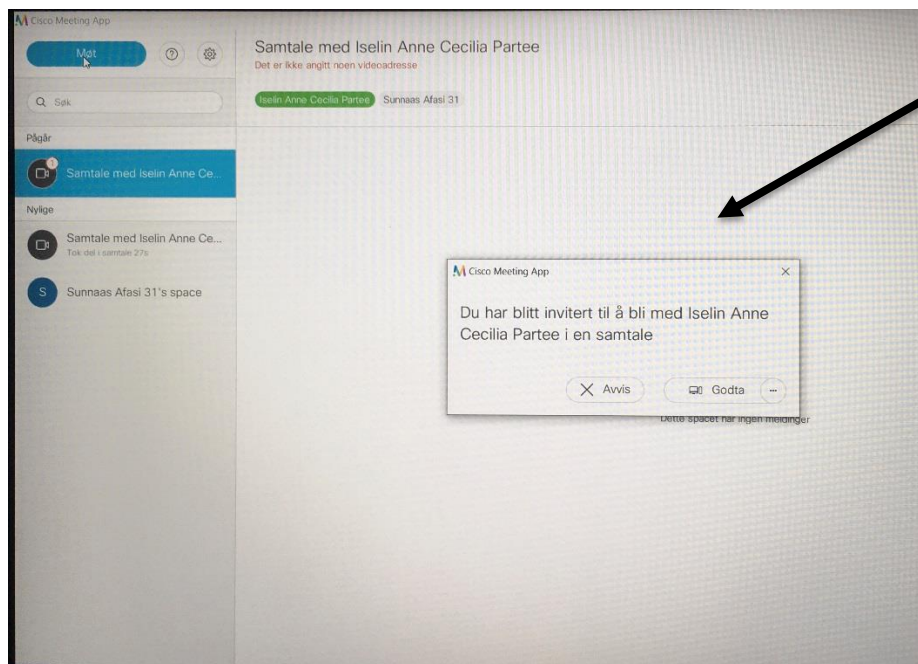 Cisco Meeting App
Møt
Samtale med Iselin Anne Cecilia Partee
Det er ikke angitt noen videoadresse
Søk
Iselin Anne Cecilia Partee
Sunnaas Afasi 31
Pågår
1
Samtale med Iselin Anne Ce...
Nylige
Samtale med Iselin Anne Ce...
Tok del i samtale 27s
S
Sunnaas Afasi 31's space
Cisco Meeting App
Du har blitt invitert til å bli med Iselin Anne
Cecilia Partee i en samtale
Avvis
Godta
Dette spacet har ingen meldinger